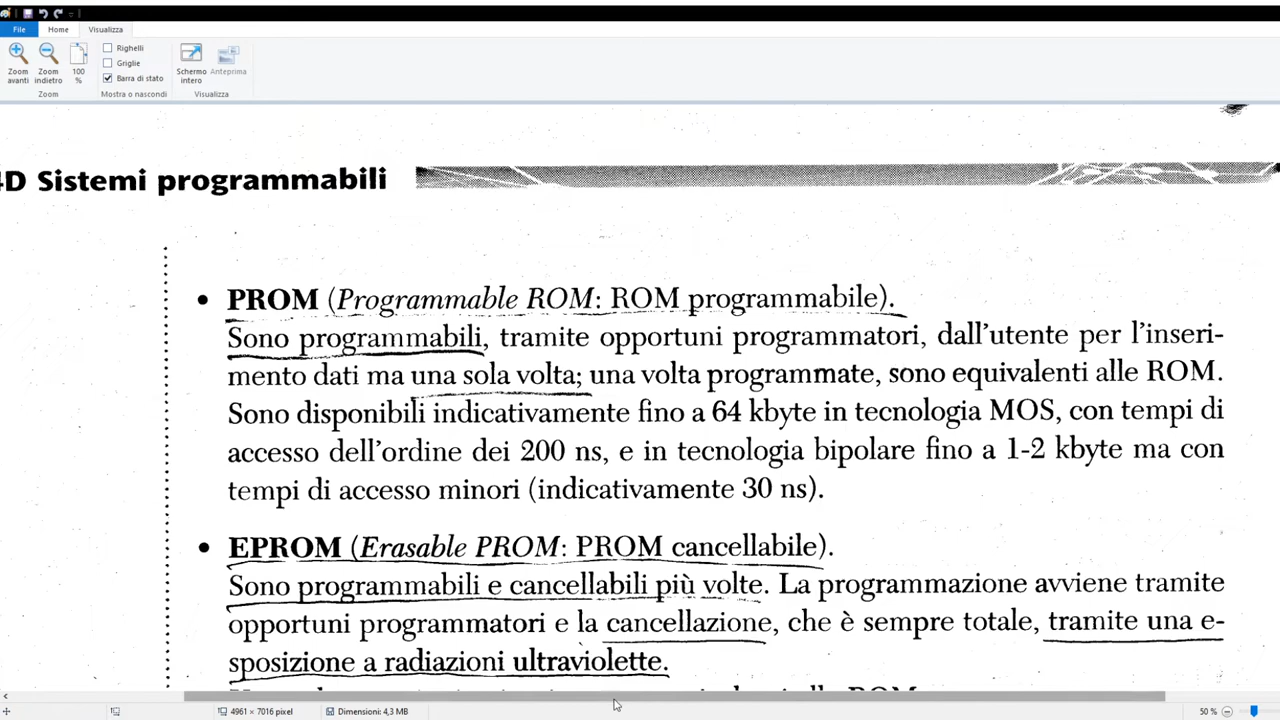 File Home Visualizza
Zoom avanti
Zoom indietro
100 %
Righelli
Griglie
Barra di stato
Schermo intero
Anteprima
Zoom
Mostra o nascondi
Visualizza
4D Sistemi programmabili
• PROM (Programmable ROM: ROM programmabile).
Sono programmabili, tramite opportuni programmatori, dall'utente per l'inseri-
mento dati ma una sola volta; una volta programmate, sono equivalenti alle ROM.
Sono disponibili indicativamente fino a 64 kbyte in tecnologia MOS, con tempi di
accesso dell'ordine dei 200 ns, e in tecnologia bipolare fino a 1-2 kbyte ma con
tempi di accesso minori (indicativamente 30 ns).
• EPROM (Erasable PROM: PROM cancellabile).
Sono programmabili e cancellabili più volte. La programmazione avviene tramite
opportuni programmatori e la cancellazione, che è sempre totale, tramite una e-
sposizione a radiazioni ultraviolette.
4961 × 7016 pixel
Dimensioni: 4,3 MB
50 %